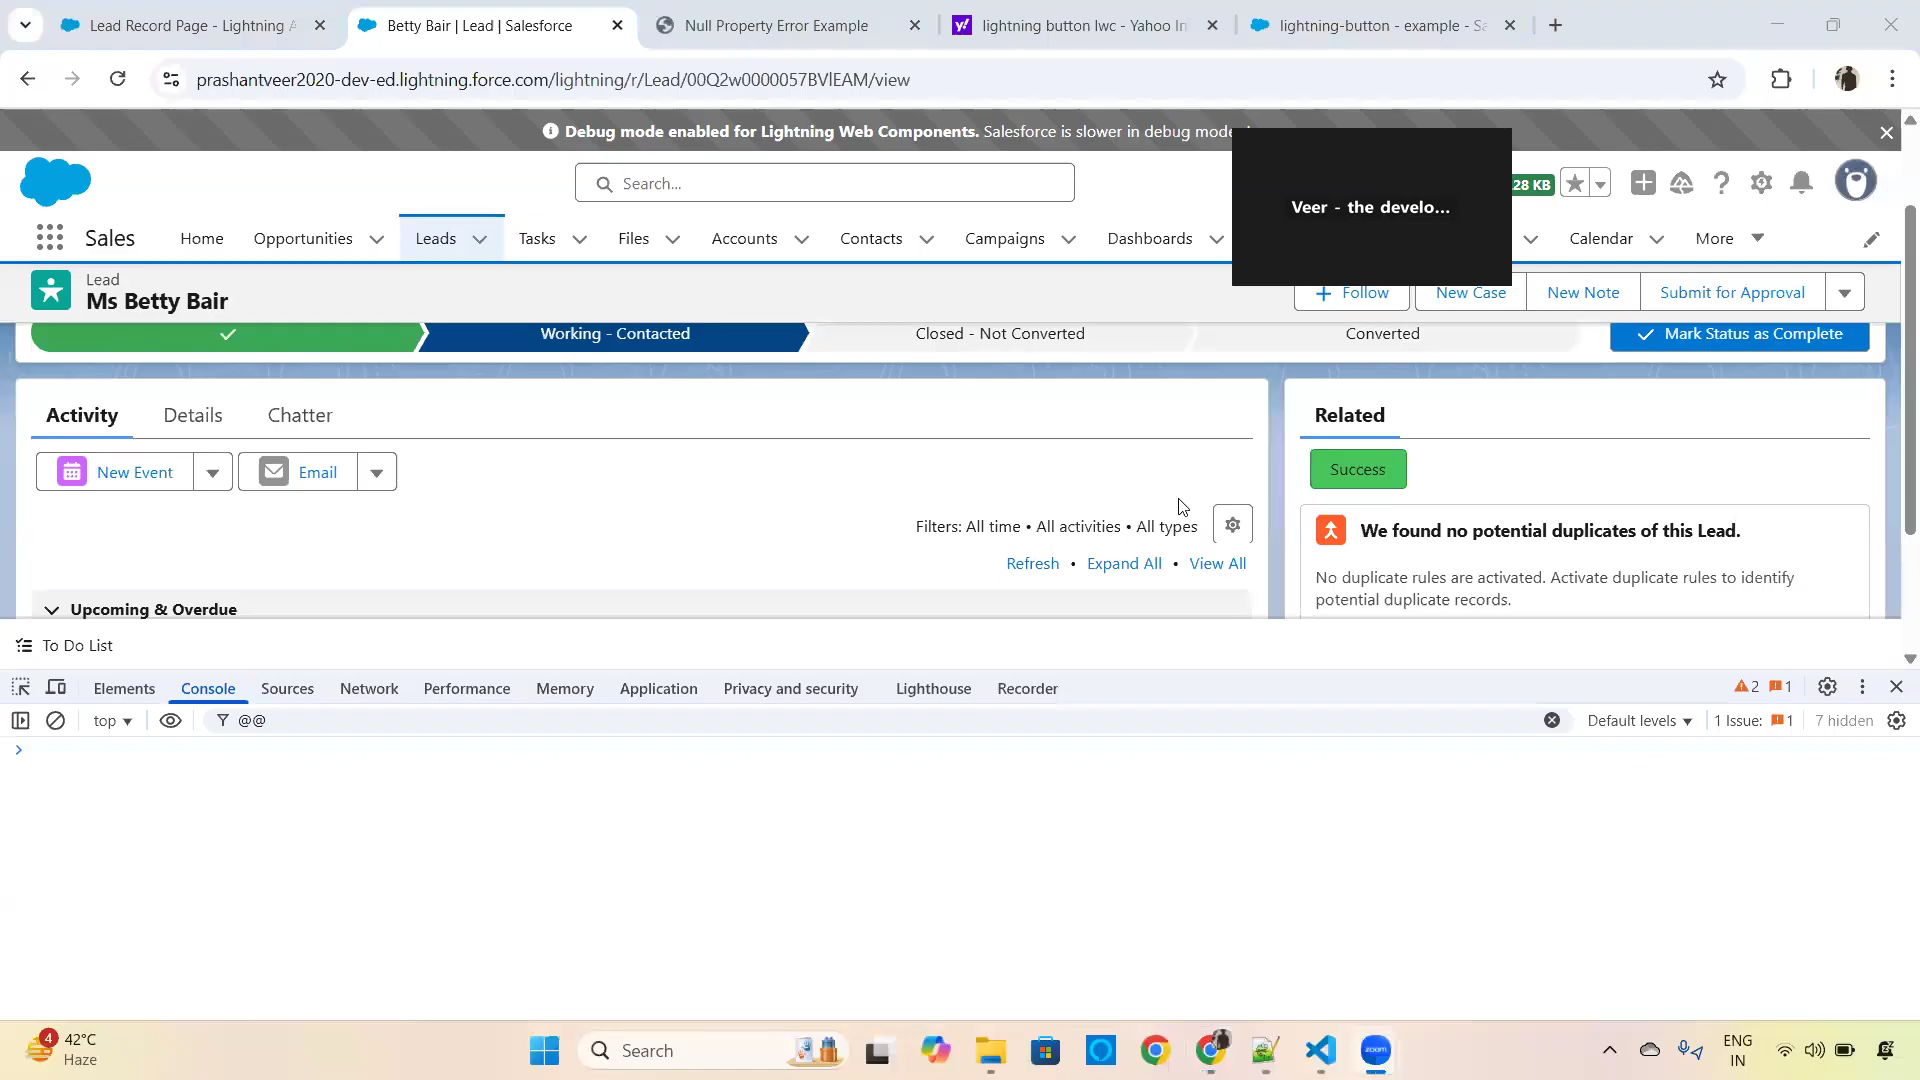 Lead Record Page - Lightning A
Betty Bair | Lead | Salesforce
Null Property Error Example
lightning button lwc - Yahoo In
lightning-button - example - Sa
prashantveer2020-dev-ed.lightning.force.com/lightning/r/Lead/00Q2w0000057BVlEAM/view
Debug mode enabled for Lightning Web Components. Salesforce is slower in debug mode
Search...
Veer - the develo...
28 KB
Sales
Home
Opportunities
Leads
Tasks
Files
Accounts
Contacts
Campaigns
Dashboards
Calendar
More
Lead
Ms Betty Bair
+ Follow
New Case
New Note
Submit for Approval
Working - Contacted
Closed - Not Converted
Converted
Mark Status as Complete
Activity
Details
Chatter
Related
New Event
Email
Success
Filters: All time • All activities • All types
Refresh • Expand All • View All
We found no potential duplicates of this Lead.
No duplicate rules are activated. Activate duplicate rules to identify
potential duplicate records.
Upcoming & Overdue
To Do List
Elements
Console
Sources
Network
Performance
Memory
Application
Privacy and security
Lighthouse
Recorder
2
1
top
@@
Default levels
1 Issue: 1
7 hidden
4
42°C
Haze
Search
zoom
ENG
IN